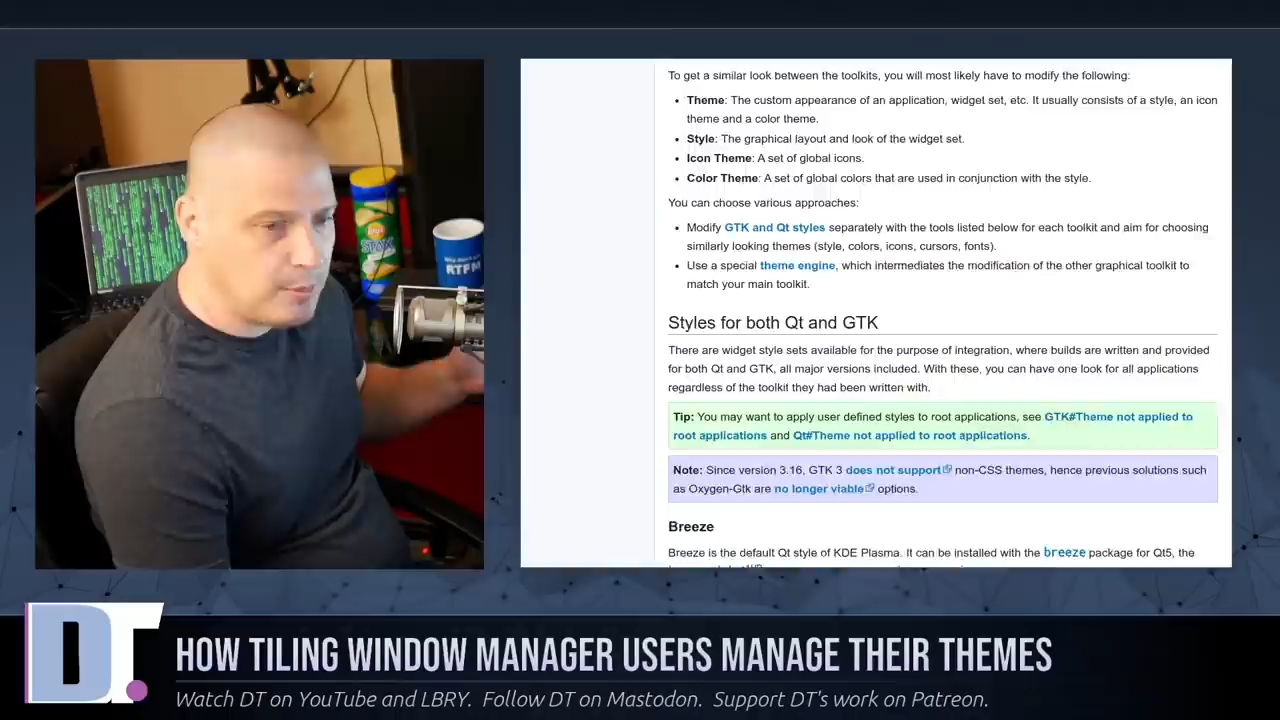 To get a similar look between the toolkits, you will most likely have to modify the following:
• Theme: The custom appearance of an application, widget set, etc. It usually consists of a style, an icon
theme and a color theme.
• Style: The graphical layout and look of the widget set.
• Icon Theme: A set of global icons.
• Color Theme: A set of global colors that are used in conjunction with the style.
You can choose various approaches:
• Modify GTK and Qt styles separately with the tools listed below for each toolkit and aim for choosing
similarly looking themes (style, colors, icons, cursors, fonts).
• Use a special theme engine, which intermediates the modification of the other graphical toolkit to
match your main toolkit.
Styles for both Qt and GTK
There are widget style sets available for the purpose of integration, where builds are written and provided
for both Qt and GTK, all major versions included. With these, you can have one look for all applications
regardless of the toolkit they had been written with.
Tip: You may want to apply user defined styles to root applications, see GTK#Theme not applied to
root applications and Qt#Theme not applied to root applications.
Note: Since version 3.16, GTK 3 does not support non-CSS themes, hence previous solutions such
as Oxygen-Gtk are no longer viable options.
Breeze
Breeze is the default Qt style of KDE Plasma. It can be installed with the breeze package for Qt5, the
Lay's
STAX
RTFM
DT.
HOW TILING WINDOW MANAGER USERS MANAGE THEIR THEMES
Watch DT on YouTube and LBRY. Follow DT on Mastodon. Support DT's work on Patreon.